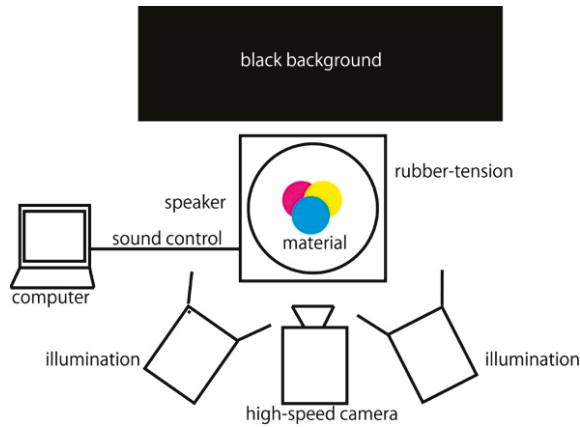 black background
rubber-tension
speaker
sound control
material
computer
illumination
illumination
high-speed camera